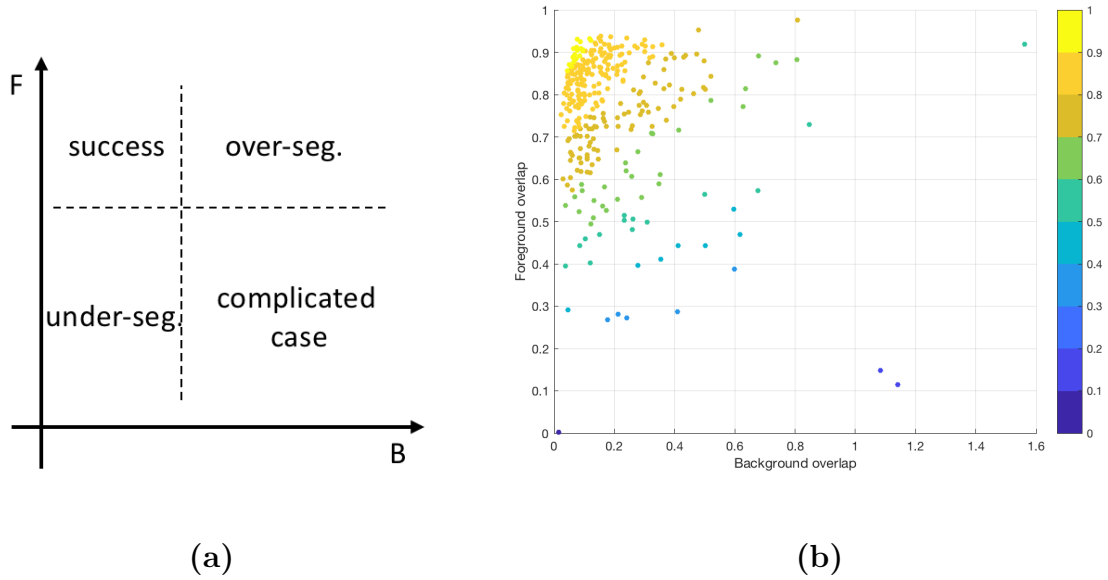 F
success
over-seg.
under-seg.
complicated
case
B
(a)
1
0.9
0.8
0.7
0.6
0.5
0.4
0.3
0.2
0.1
0
Foreground overlap
0
0.2
0.4
0.6
0.8
1
1.2
1.4
1.6
Background overlap
1
0.9
0.8
0.7
0.6
0.5
0.4
0.3
0.2
0.1
0
(b)